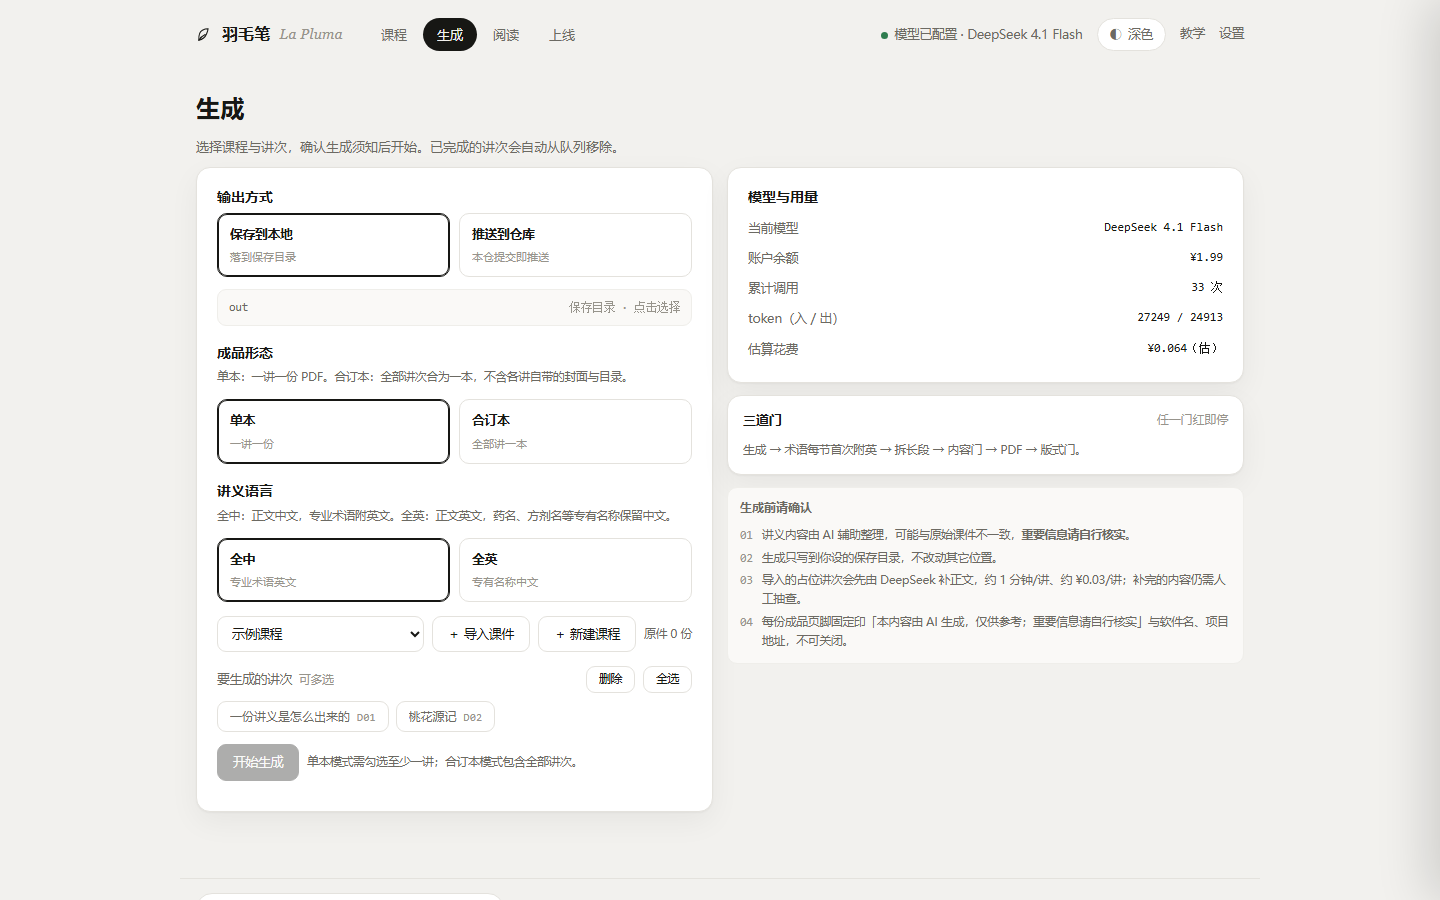 羽毛笔 La Pluma 课程 生成 阅读 上线 模型已配置 · DeepSeek 4.1 Flash 深色 教学 设置
生成
选择课程与讲次，确认生成须知后开始。已完成的讲次会自动从队列移除。
输出方式
保存到本地
落到保存目录
推送到仓库
本仓提交即推送
out 保存目录 · 点击选择
成品形态
单本：一讲一份 PDF。合订本：全部讲次合为一本，不含各讲自带的封面与目录。
单本
一讲一份
合订本
全部讲一本
讲义语言
全中：正文中文，专业术语附英文。全英：正文英文，药名、方剂名等专有名称保留中文。
全中
专业术语英文
全英
专有名称中文
示例课程 + 导入课件 + 新建课程 原件 0 份
要生成的讲次 可多选 删除 全选
一份讲义是怎么出来的 D01 桃花源记 D02
开始生成 单本模式需勾选至少一讲；合订本模式包含全部讲次。
模型与用量
当前模型 DeepSeek 4.1 Flash
账户余额 ¥1.99
累计调用 33 次
token（入 / 出） 27249 / 24913
估算花费 ¥0.064（估）
三道门 任一门红即停
生成 → 术语每节首次附英 → 拆长段 → 内容门 → PDF → 版式门。
生成前请确认
01 讲义内容由 AI 辅助整理，可能与原始课件不一致，重要信息请自行核实。
02 生成只写到你设的保存目录，不改动其它位置。
03 导入的占位讲次会先由 DeepSeek 补正文，约 1 分钟/讲、约 ¥0.03/讲；补完的内容仍需人
工抽查。
04 每份成品页脚固定印「本内容由 AI 生成，仅供参考；重要信息请自行核实」与软件名、项目
地址，不可关闭。